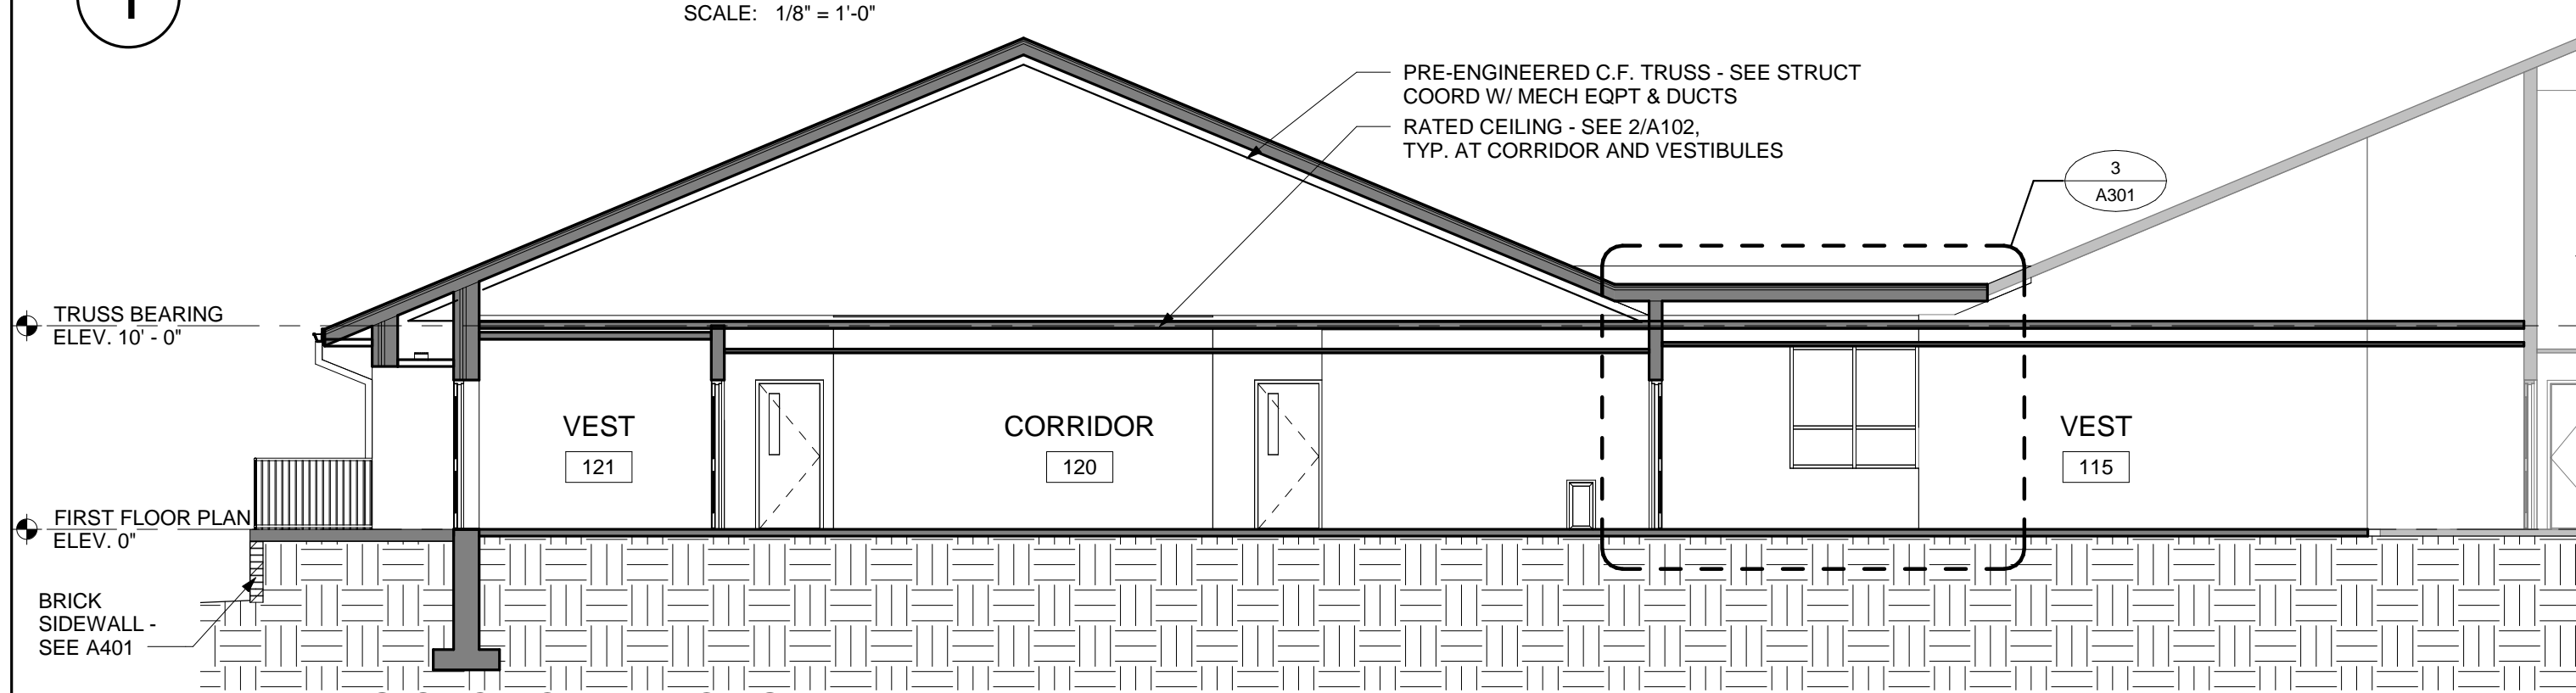 1
SCALE: 1/8" = 1'-0"
PRE-ENGINEERED C.F. TRUSS - SEE STRUCT
COORD W/ MECH EQPT & DUCTS
RATED CEILING - SEE 2/A102,
TYP. AT CORRIDOR AND VESTIBULES
3
A301
TRUSS BEARING
ELEV. 10' - 0"
VEST
121
CORRIDOR
120
VEST
115
FIRST FLOOR PLAN
ELEV. 0"
BRICK
SIDEWALL -
SEE A401